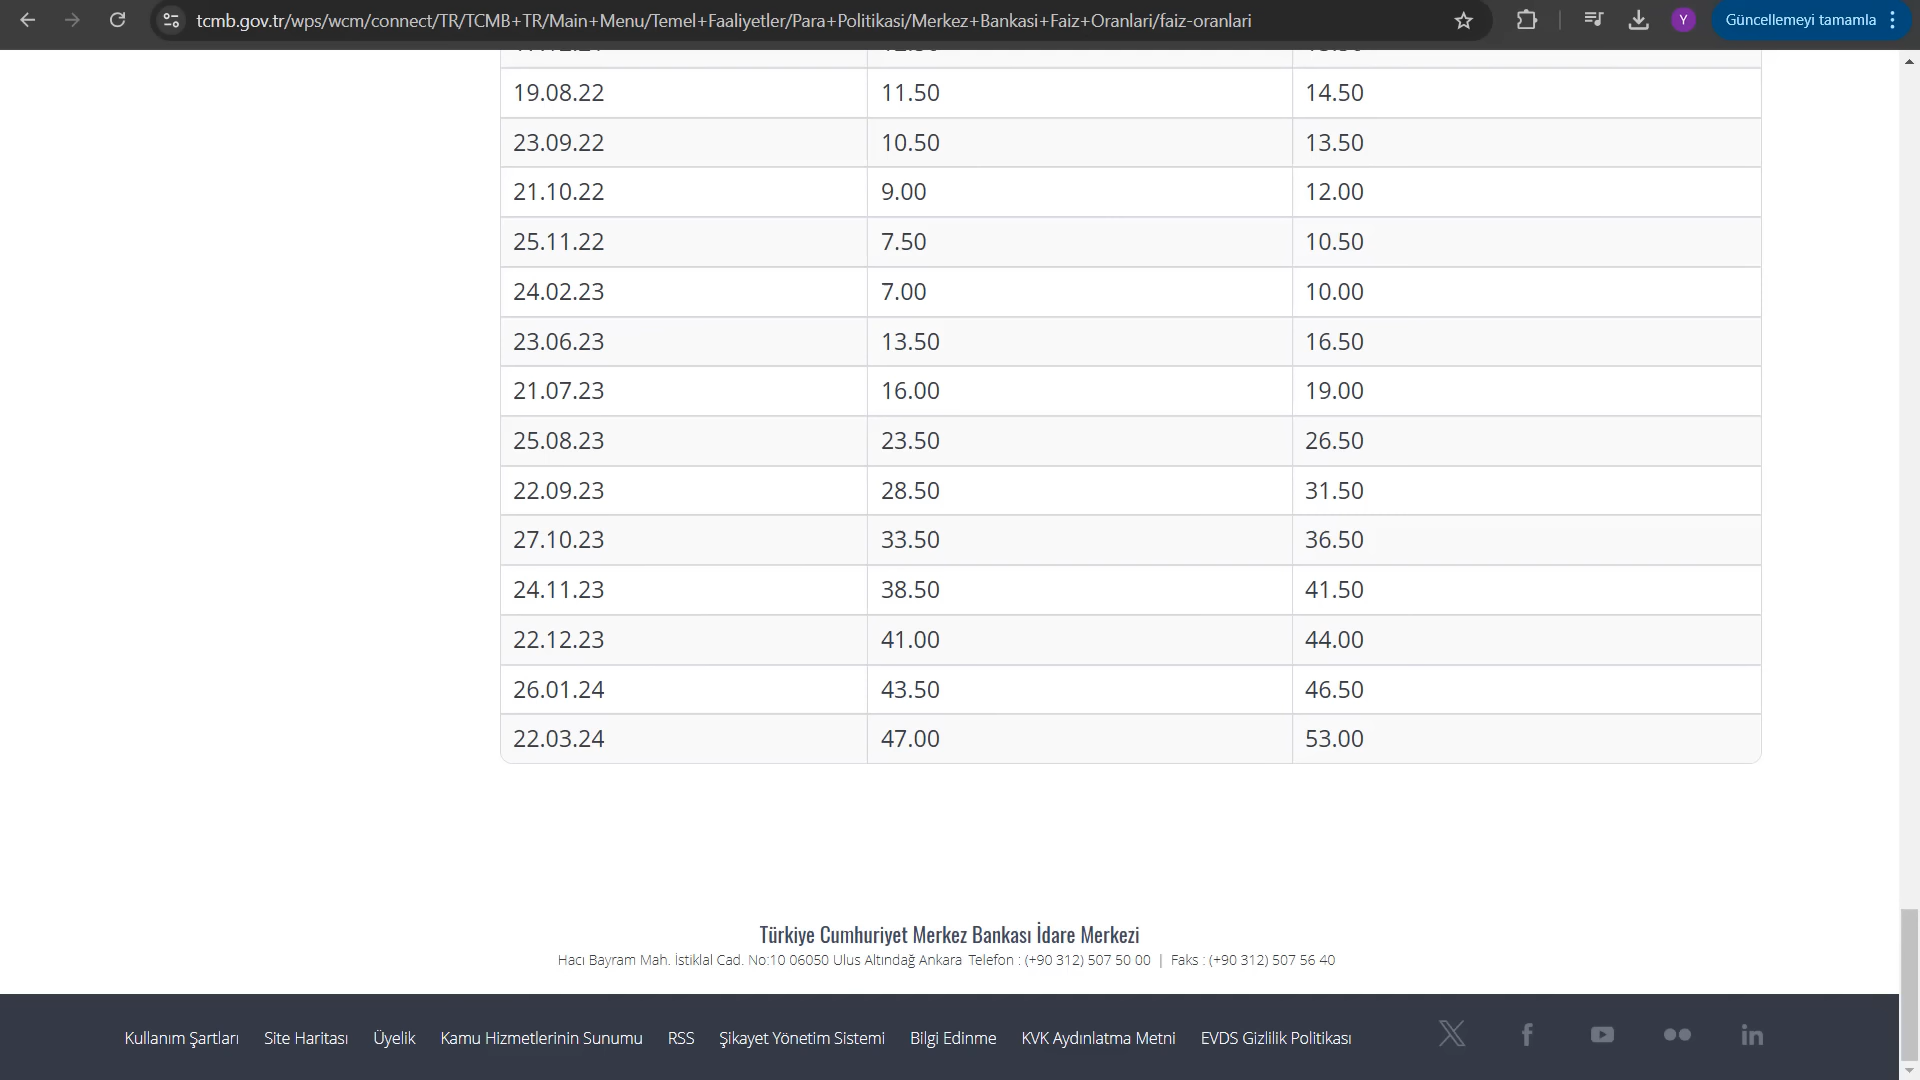 tcmb.gov.tr/wps/wcm/connect/TR/TCMB+TR/Main+Menu/Temel+Faaliyetler/Para+Politikasi/Merkez+Bankasi+Faiz+Oranlari/faiz-oranlari
Y
Güncellemeyi tamamla
19.08.22 11.50 14.50
23.09.22 10.50 13.50
21.10.22 9.00 12.00
25.11.22 7.50 10.50
24.02.23 7.00 10.00
23.06.23 13.50 16.50
21.07.23 16.00 19.00
25.08.23 23.50 26.50
22.09.23 28.50 31.50
27.10.23 33.50 36.50
24.11.23 38.50 41.50
22.12.23 41.00 44.00
26.01.24 43.50 46.50
22.03.24 47.00 53.00
Türkiye Cumhuriyet Merkez Bankası İdare Merkezi
Hacı Bayram Mah. İstiklal Cad. No:10 06050 Ulus Altındağ Ankara Telefon : (+90 312) 507 50 00 | Faks : (+90 312) 507 56 40
Kullanım Şartları Site Haritası Üyelik Kamu Hizmetlerinin Sunumu RSS Şikayet Yönetim Sistemi Bilgi Edinme KVK Aydınlatma Metni EVDS Gizlilik Politikası